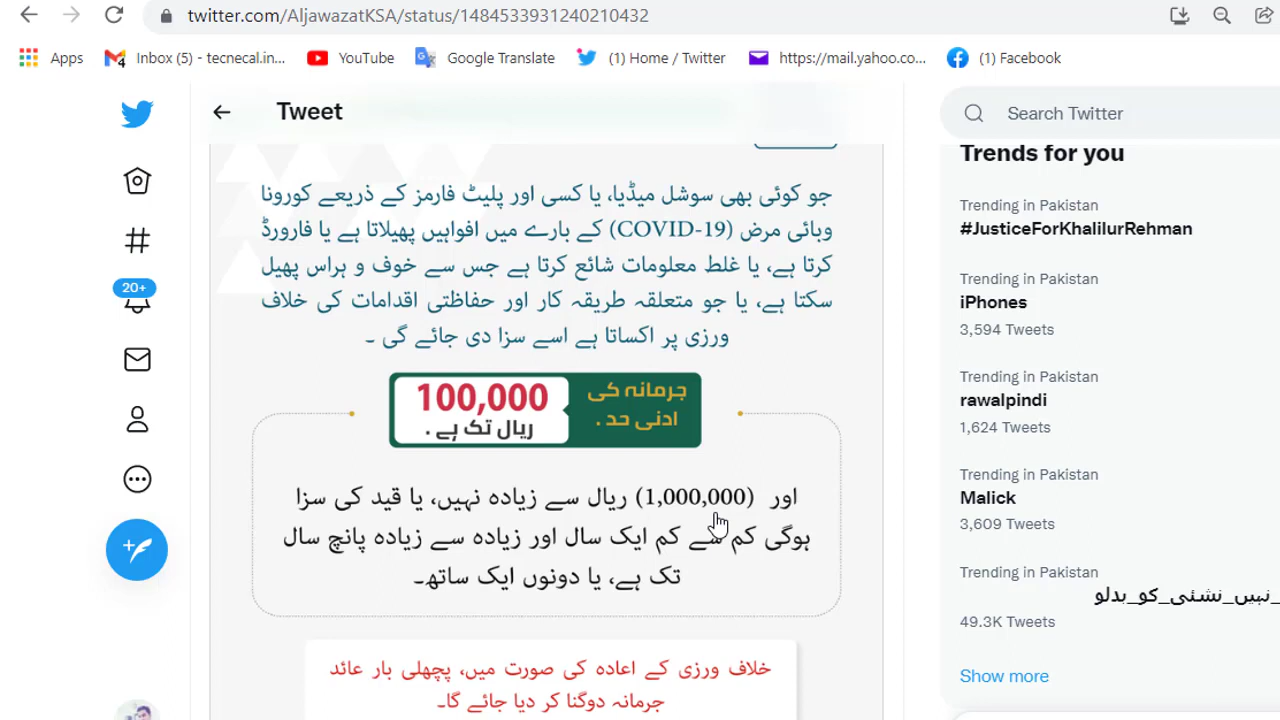 twitter.com/AljawazatKSA/status/1484533931240210432
Apps
Inbox (5) - tecnecal.in...
YouTube
Google Translate
(1) Home / Twitter
https://mail.yahoo.co...
(1) Facebook
20+
Tweet
جو کوئی بھی سوشل میڈیا، یا کسی اور پلیٹ فارمز کے ذریعے کورونا
وبائی مرض (COVID-19) کے بارے میں افواہیں پھیلاتا ہے یا فارورڈ
کرتا ہے، یا غلط معلومات شائع کرتا ہے جس سے خوف و ہراس پھیل
سکتا ہے، یا جو متعلقہ طریقہ کار اور حفاظتی اقدامات کی خلاف
ورزی پر اکساتا ہے اسے سزا دی جائے گی ۔
جرمانہ کی
ادنی حد .
100,000
ریال تک ہے .
اور (1,000,000) ریال سے زیادہ نہیں، یا قید کی سزا
ہوگی کم سے کم ایک سال اور زیادہ سے زیادہ پانچ سال
تک ہے، یا دونوں ایک ساتھ۔
خلاف ورزی کے اعادہ کی صورت میں، پچھلی بار عائد
جرمانہ دوگنا کر دیا جائے گا۔
Search Twitter
Trends for you
Trending in Pakistan
#JusticeForKhalilurRehman
Trending in Pakistan
iPhones
3,594 Tweets
Trending in Pakistan
rawalpindi
1,624 Tweets
Trending in Pakistan
Malick
3,609 Tweets
Trending in Pakistan
_نہیں_نشئی_کو_بدلو
49.3K Tweets
Show more